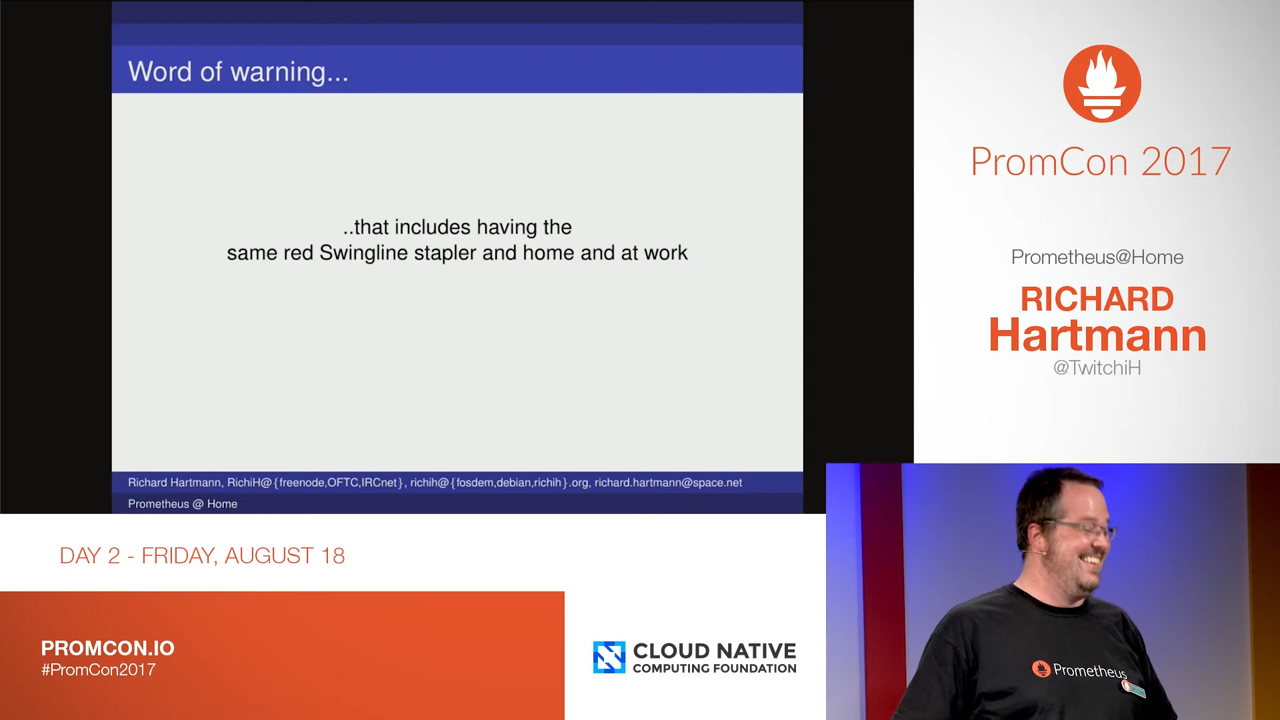 Word of warning...
..that includes having the
same red Swingline stapler and home and at work
Richard Hartmann, RichiH@{freenode,OFTC,IRCnet}, richih@{fosdem,debian,richih}.org, richard.hartmann@space.net
Prometheus @ Home
PromCon 2017
Prometheus@Home
RICHARD
Hartmann
@TwitchiH
DAY 2 - FRIDAY, AUGUST 18
PROMCON.IO
#PromCon2017
CLOUD NATIVE
COMPUTING FOUNDATION
Prometheus